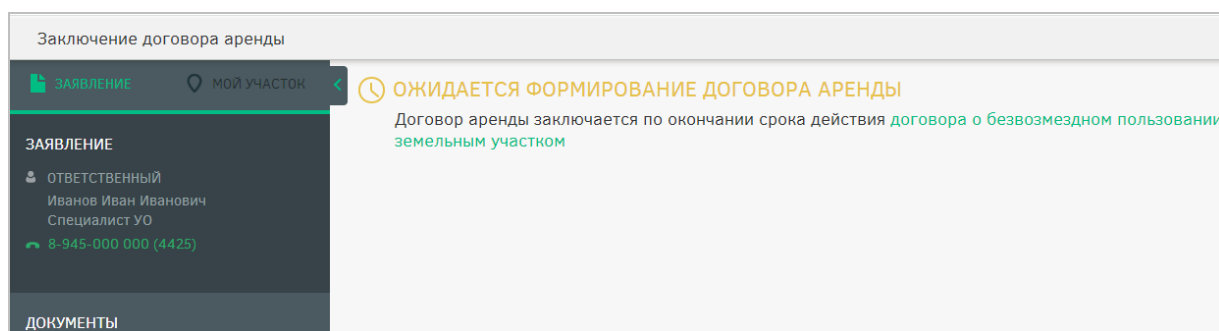 Заключение договора аренды
ЗАЯВЛЕНИЕ
МОЙ УЧАСТОК
ОЖИДАЕТСЯ ФОРМИРОВАНИЕ ДОГОВОРА АРЕНДЫ
Договор аренды заключается по окончании срока действия договора о безвозмездном пользовании
земельным участком
ЗАЯВЛЕНИЕ
ОТВЕТСТВЕННЫЙ
Иванов Иван Иванович
Специалист УО
8-945-000 000 (4425)
ДОКУМЕНТЫ